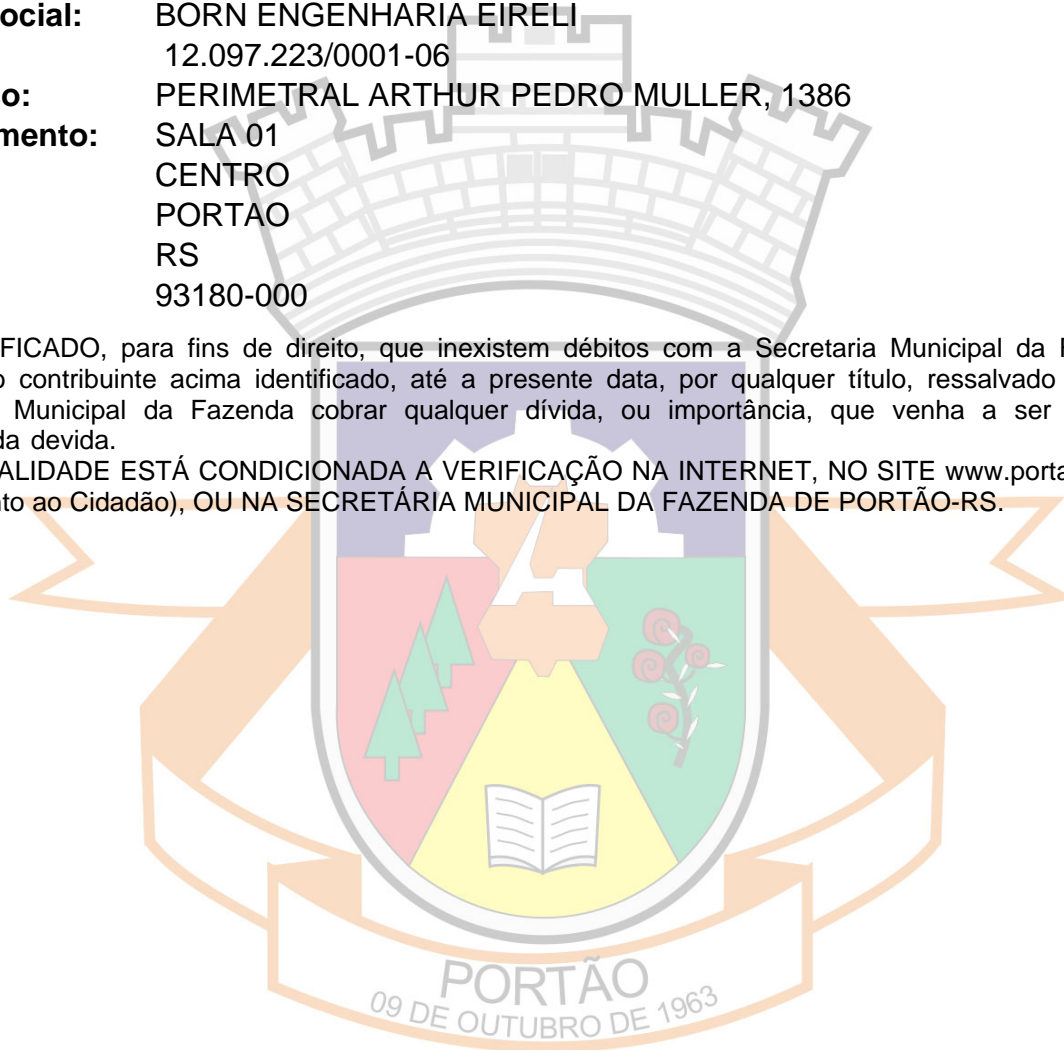 ocial: BORN ENGENHARIA EIRELI
12.097.223/0001-06
o: PERIMETRAL ARTHUR PEDRO MULLER, 1386
mento: SALA 01
CENTRO
PORTAO
RS
93180-000
FICADO, para fins de direito, que inexistem débitos com a Secretaria Municipal da F
o contribuinte acima identificado, até a presente data, por qualquer título, ressalvado
Municipal da Fazenda cobrar qualquer dívida, ou importância, que venha a ser
da devida.
ALIDADE ESTÁ CONDICIONADA A VERIFICAÇÃO NA INTERNET, NO SITE www.porta
nto ao Cidadão), OU NA SECRETÁRIA MUNICIPAL DA FAZENDA DE PORTÃO-RS.
PORTÃO
09 DE OUTUBRO DE 1963